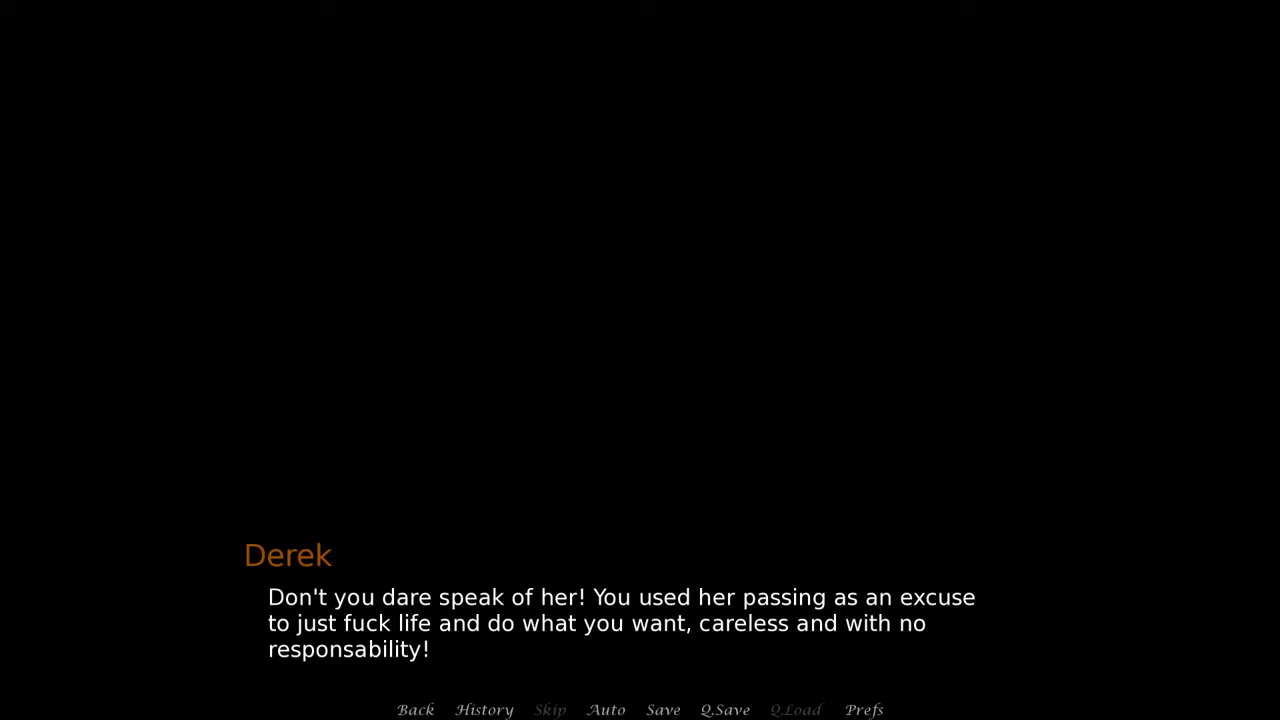 Derek
Don't you dare speak of her! You used her passing as an excuse
to just fuck life and do what you want, careless and with no
responsability!
Back History Skip Auto Save Q.Save Q.Load Prefs